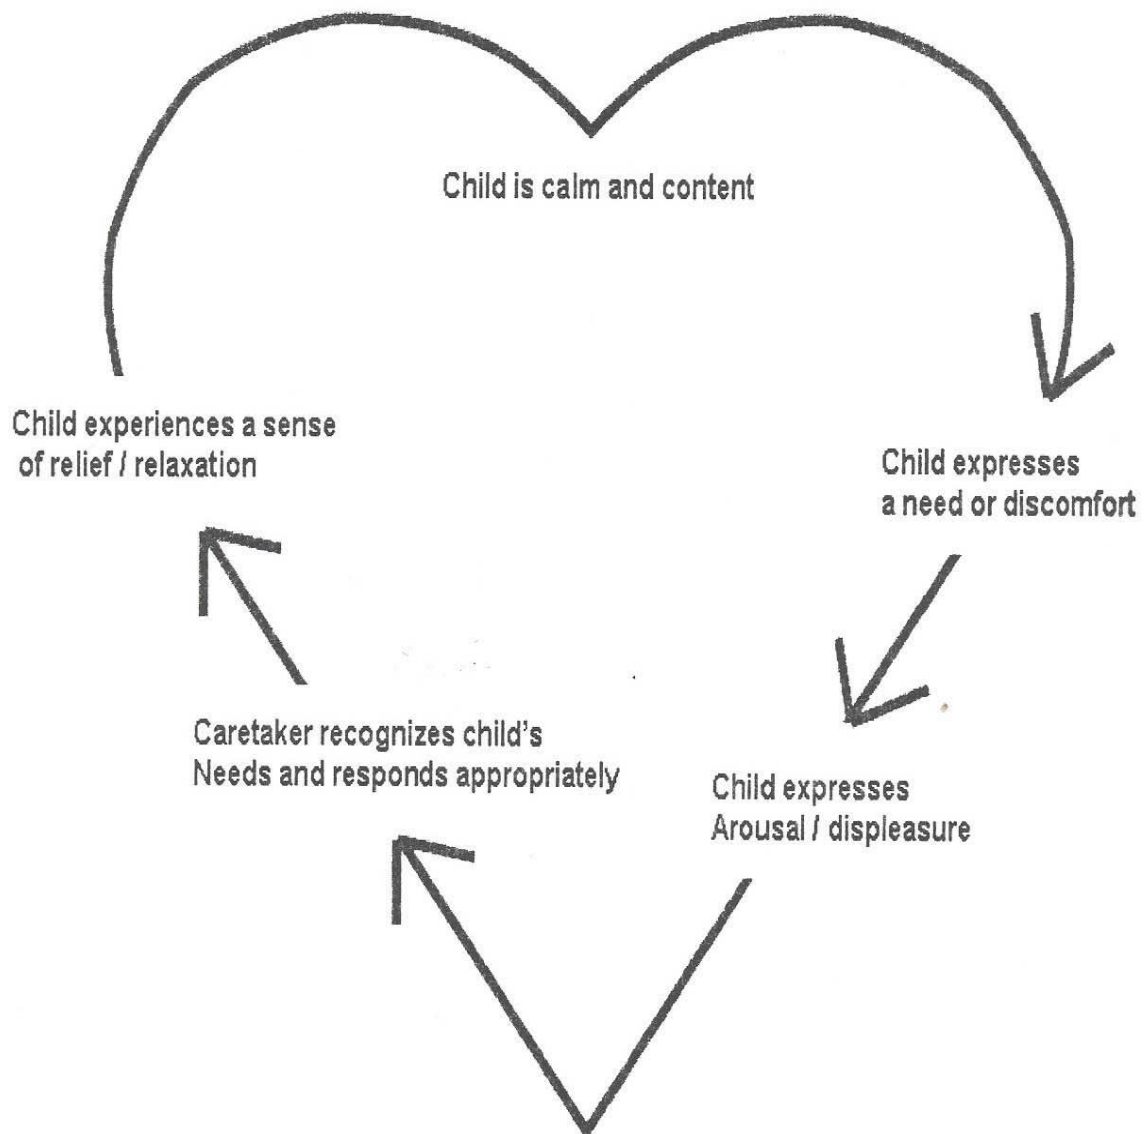 Child is calm and content
Child expresses
a need or discomfort
Child expresses
Arousal / displeasure
Caretaker recognizes child's
Needs and responds appropriately
Child experiences a sense
of relief / relaxation